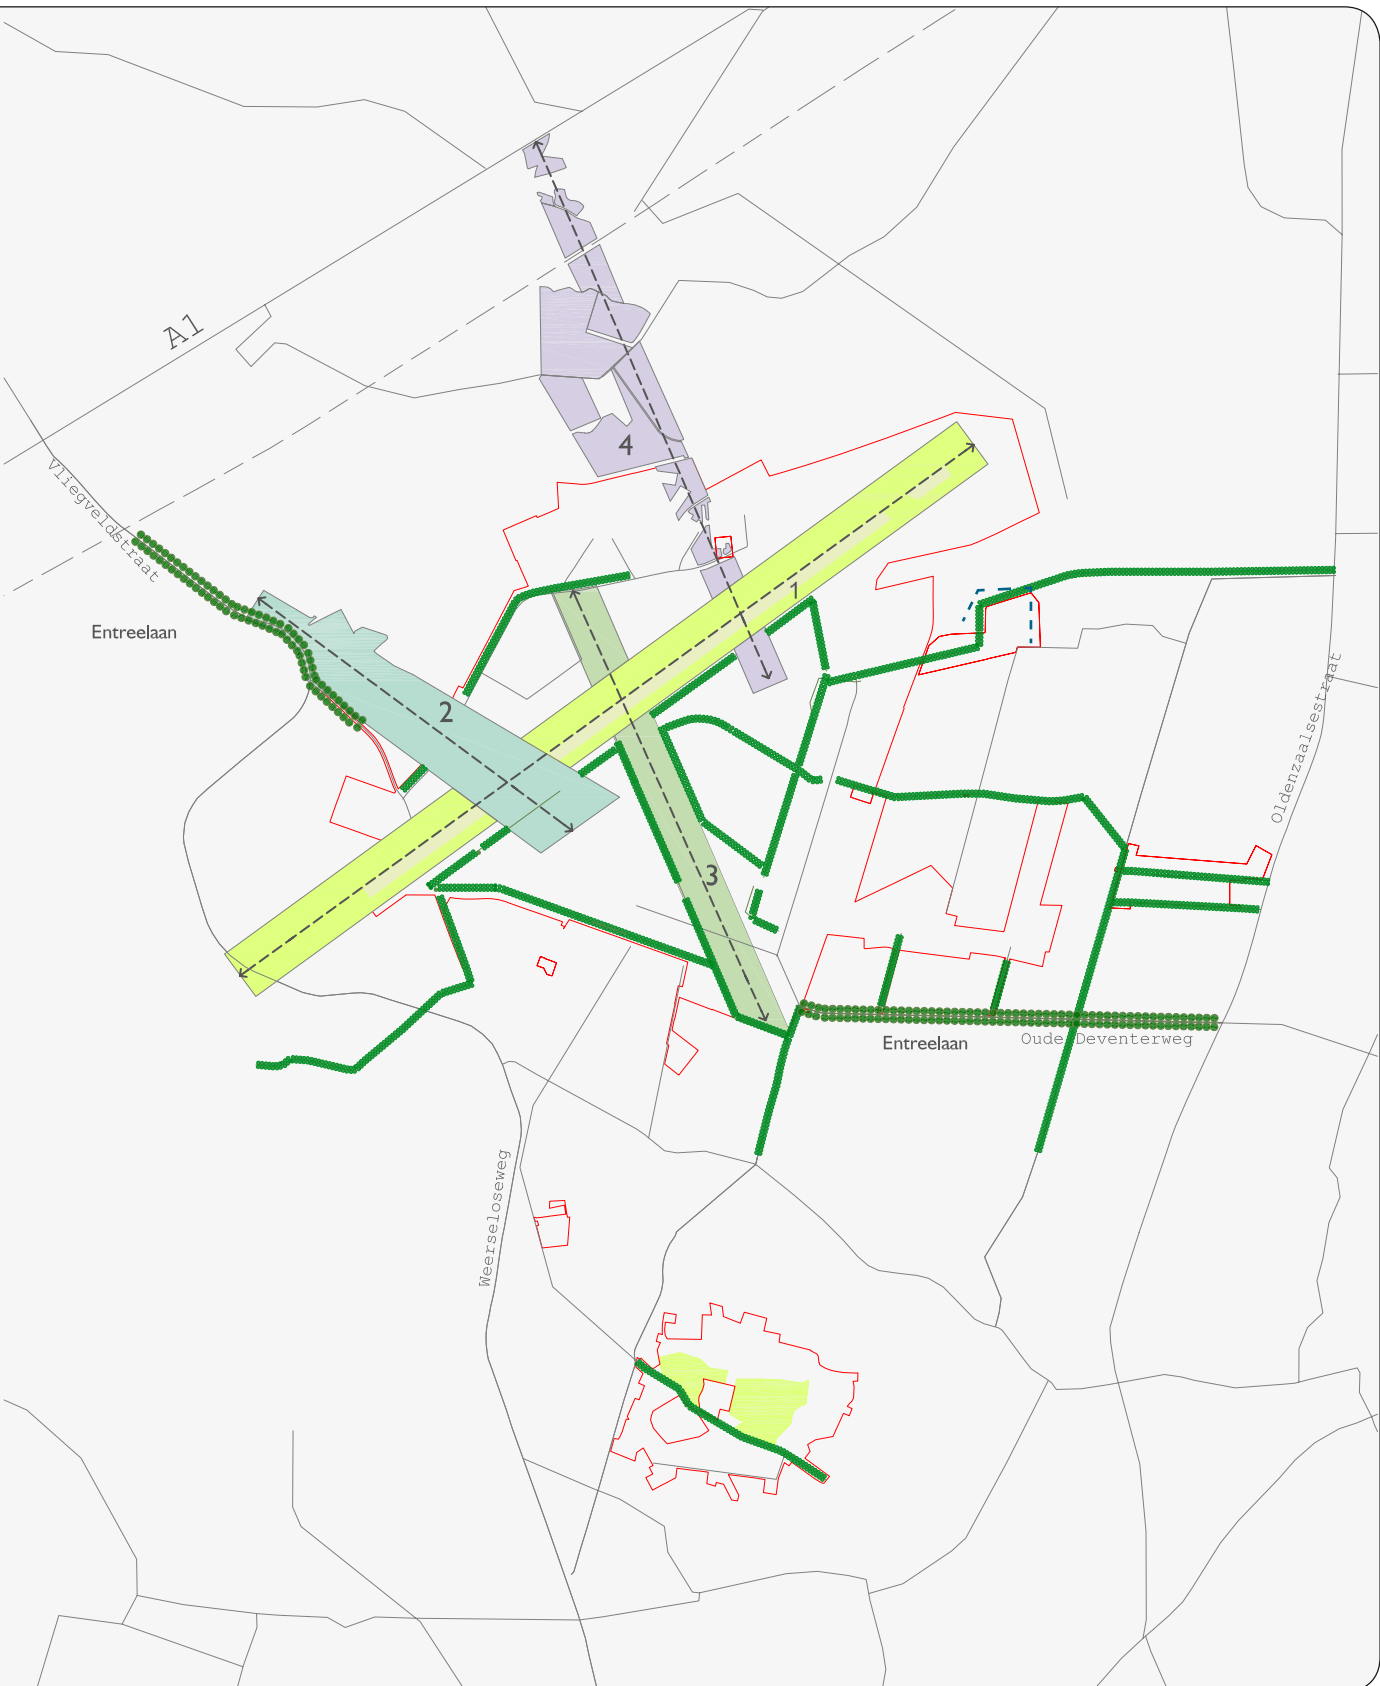 A1
4
Vliegveldstraat
1
Entreelaan
2
Oldenzaalsestraat
3
Entreelaan
Oude Deventerweg
Weerseloseweg